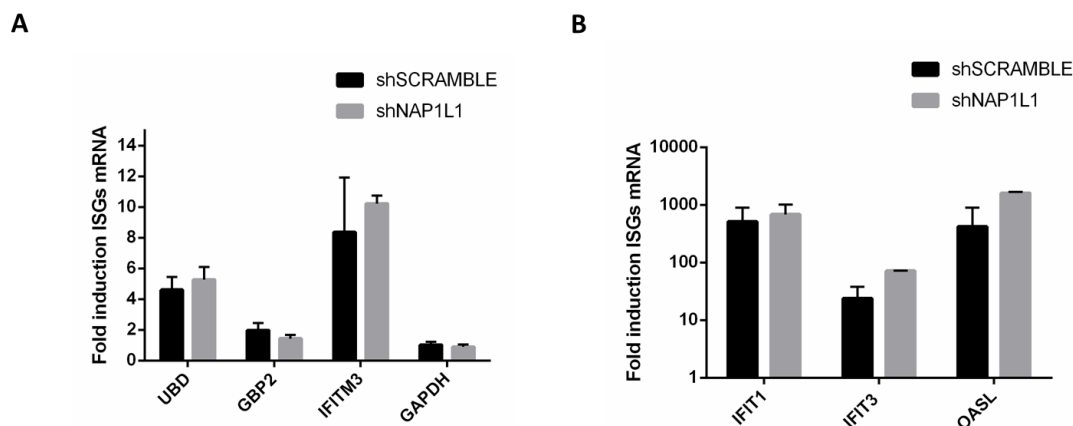 A
shSCRAMBLE
shNAP1L1
Fold induction ISGs mRNA
14
12
10
8
6
4
2
0
UBD
GBP2
IFITM3
GAPDH
B
shSCRAMBLE
shNAP1L1
Fold induction ISGs mRNA
10000
1000
100
10
1
IFIT1
IFIT3
OASL